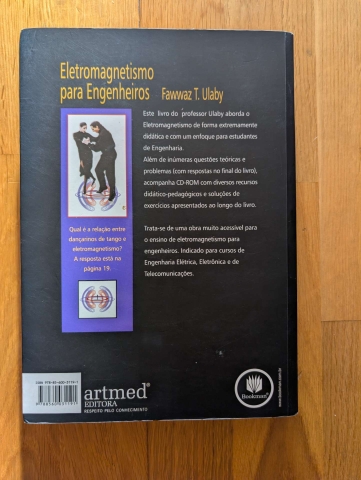 Eletromagnetismo
para Engenheiros Fawwaz T. Ulaby
Este livro do professor Ulaby aborda o
Eletromagnetismo de forma extremamente
didática e com um enfoque para estudantes
de Engenharia.
Além de inúmeras questões teóricas e
problemas (com respostas no final do livro),
acompanha CD-ROM com diversos recursos
didático-pedagógicos e soluções de
exercícios apresentados ao longo do livro.
Trata-se de uma obra muito acessível para
o ensino de eletromagnetismo para
engenheiros. Indicado para cursos de
Engenharia Elétrica, Eletrônica e de
Telecomunicações.
Qual é a relação entre
dançarinos de tango e
eletromagnetismo?
A resposta está na
página 19.
artmed®
EDITORA
RESPEITO PELO CONHECIMENTO
Bookman®